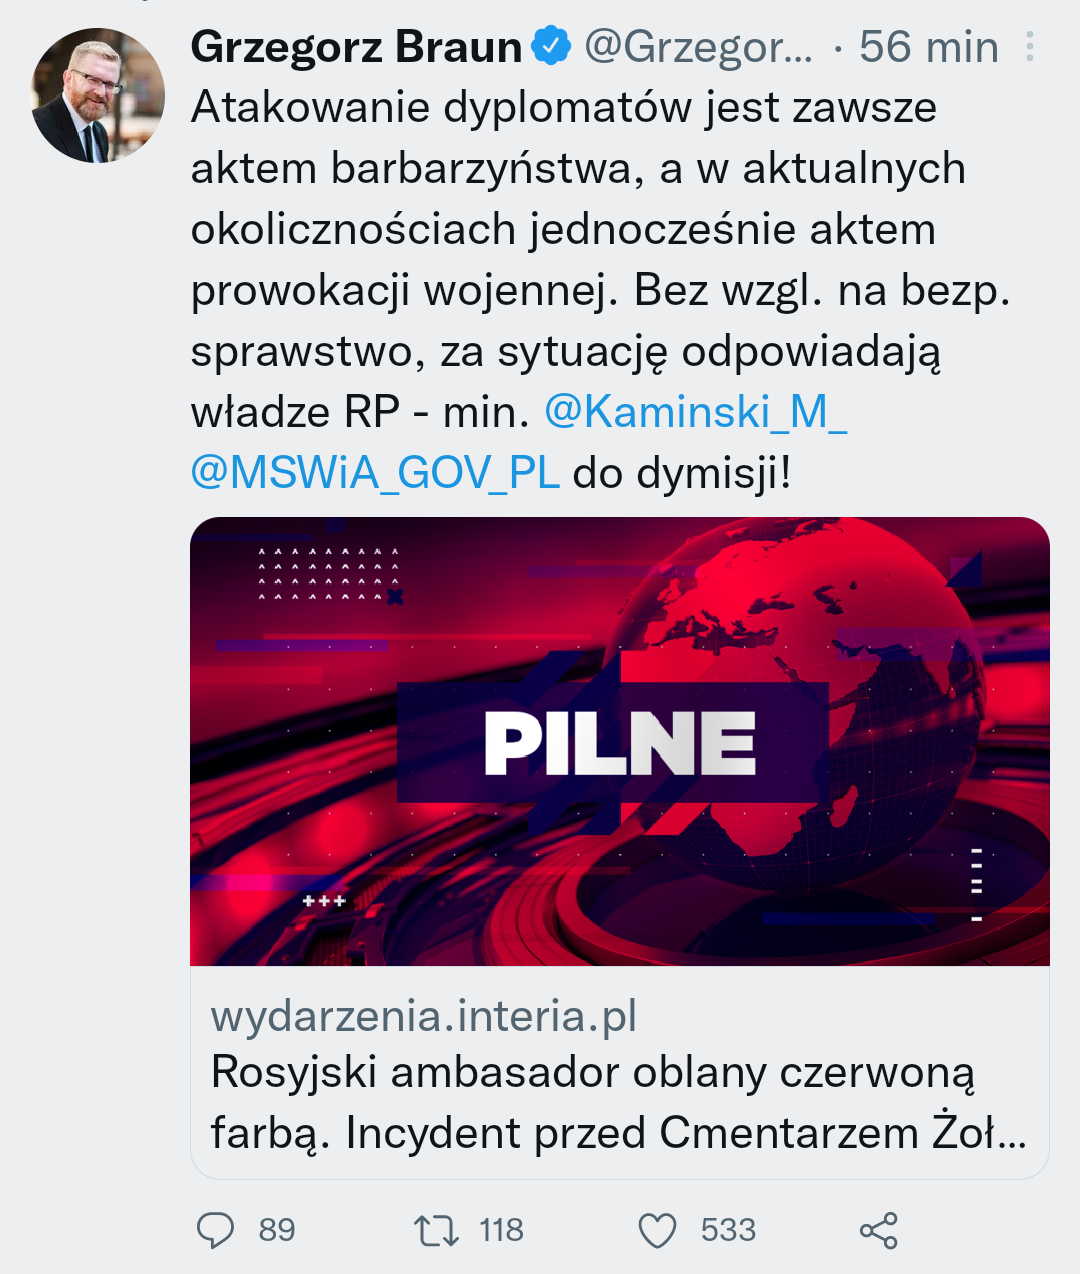 Grzegorz Braun @Grzegor... · 56 min
Atakowanie dyplomatów jest zawsze
aktem barbarzyństwa, a w aktualnych
okolicznościach jednocześnie aktem
prowokacji wojennej. Bez wzgl. na bezp.
sprawstwo, za sytuację odpowiadają
władze RP - min. @Kaminski_M_
@MSWiA_GOV_PL do dymisji!
PILNE
wydarzenia.interia.pl
Rosyjski ambasador oblany czerwoną
farbą. Incydent przed Cmentarzem Żoł...
89 118 533